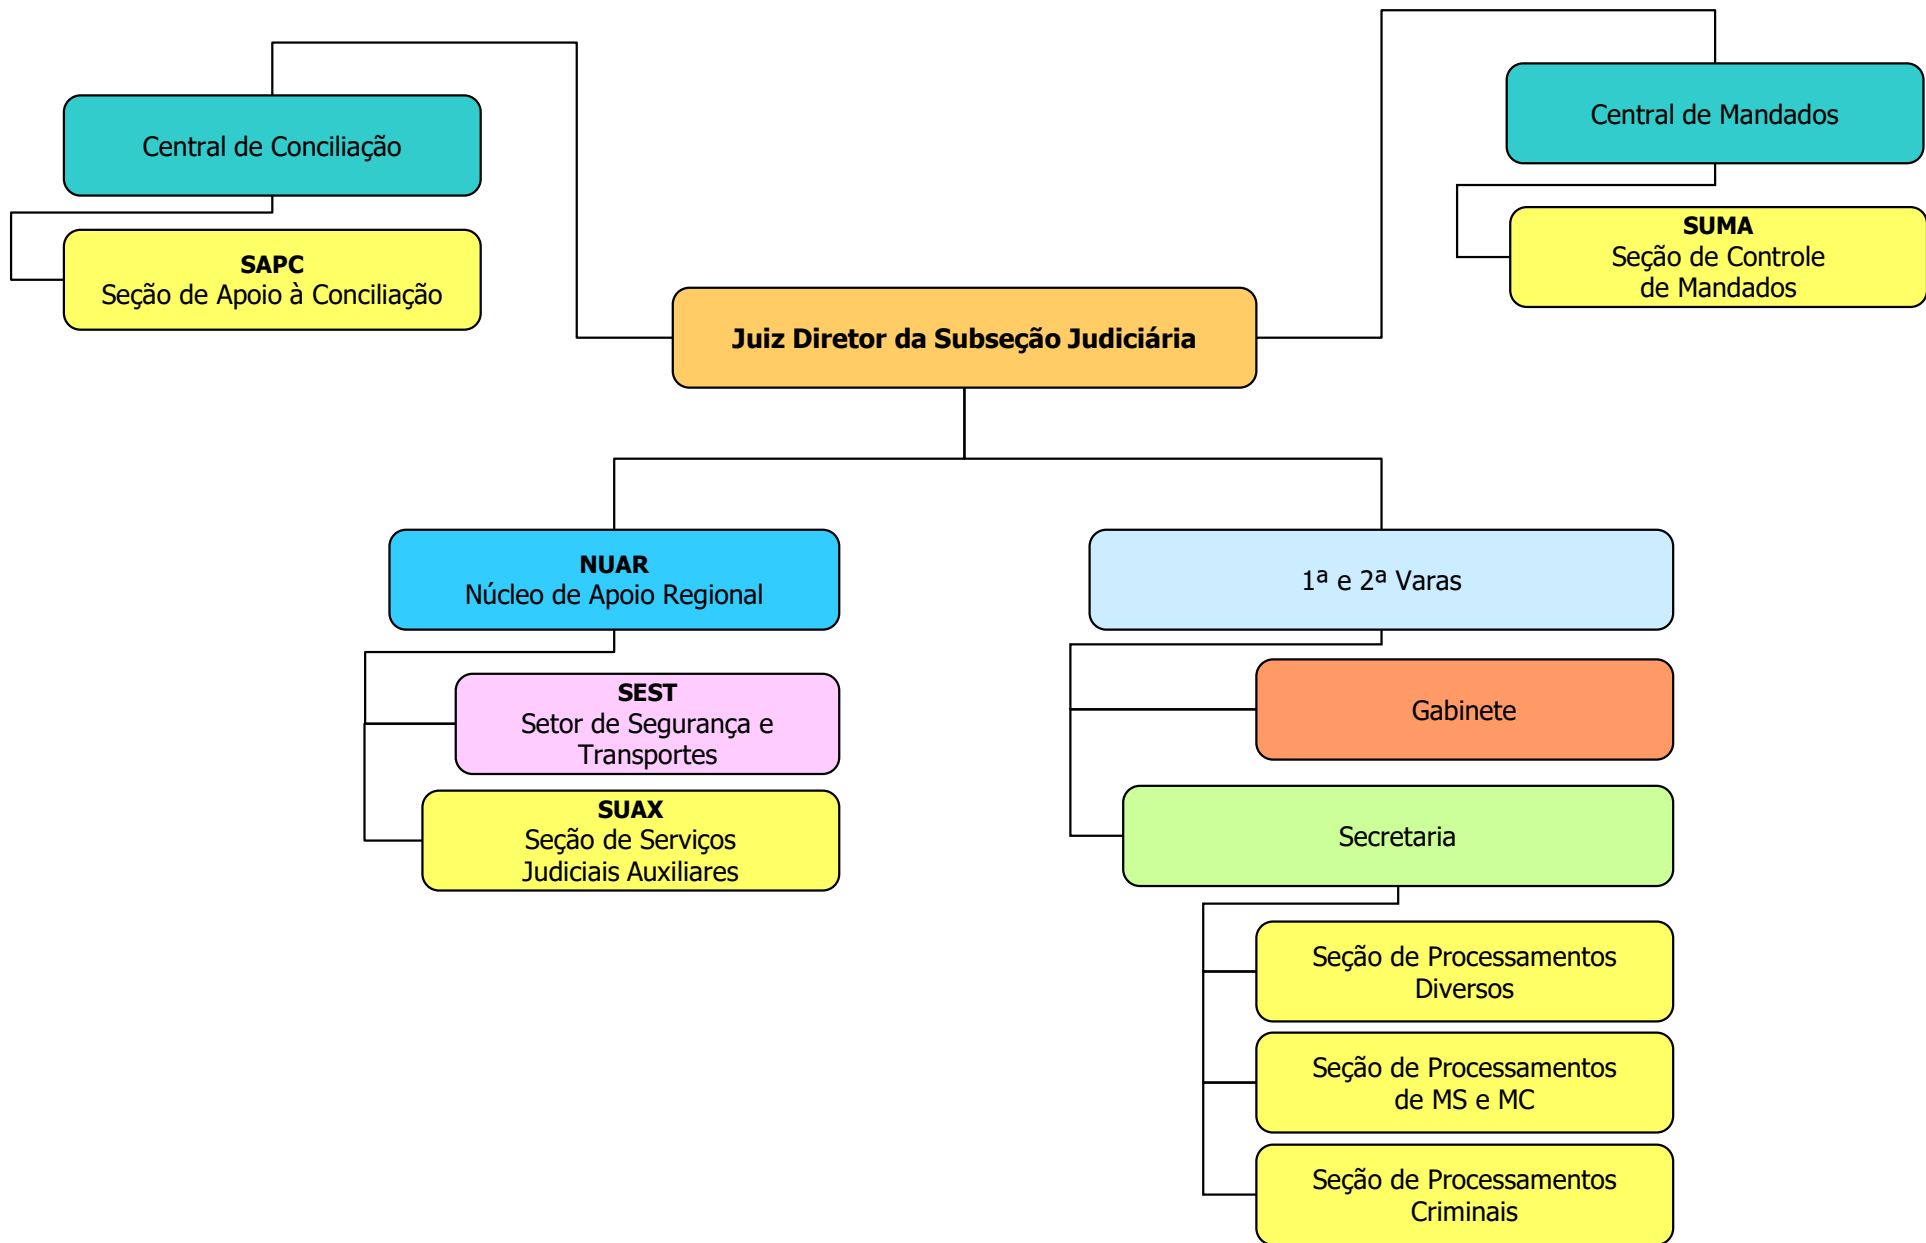 Central de Conciliação
SAPC
Seção de Apoio à Conciliação
Central de Mandados
SUMA
Seção de Controle
de Mandados
Juiz Diretor da Subseção Judiciária
NUAR
Núcleo de Apoio Regional
SEST
Setor de Segurança e
Transportes
SUAX
Seção de Serviços
Judiciais Auxiliares
1ª e 2ª Varas
Gabinete
Secretaria
Seção de Processamentos
Diversos
Seção de Processamentos
de MS e MC
Seção de Processamentos
Criminais